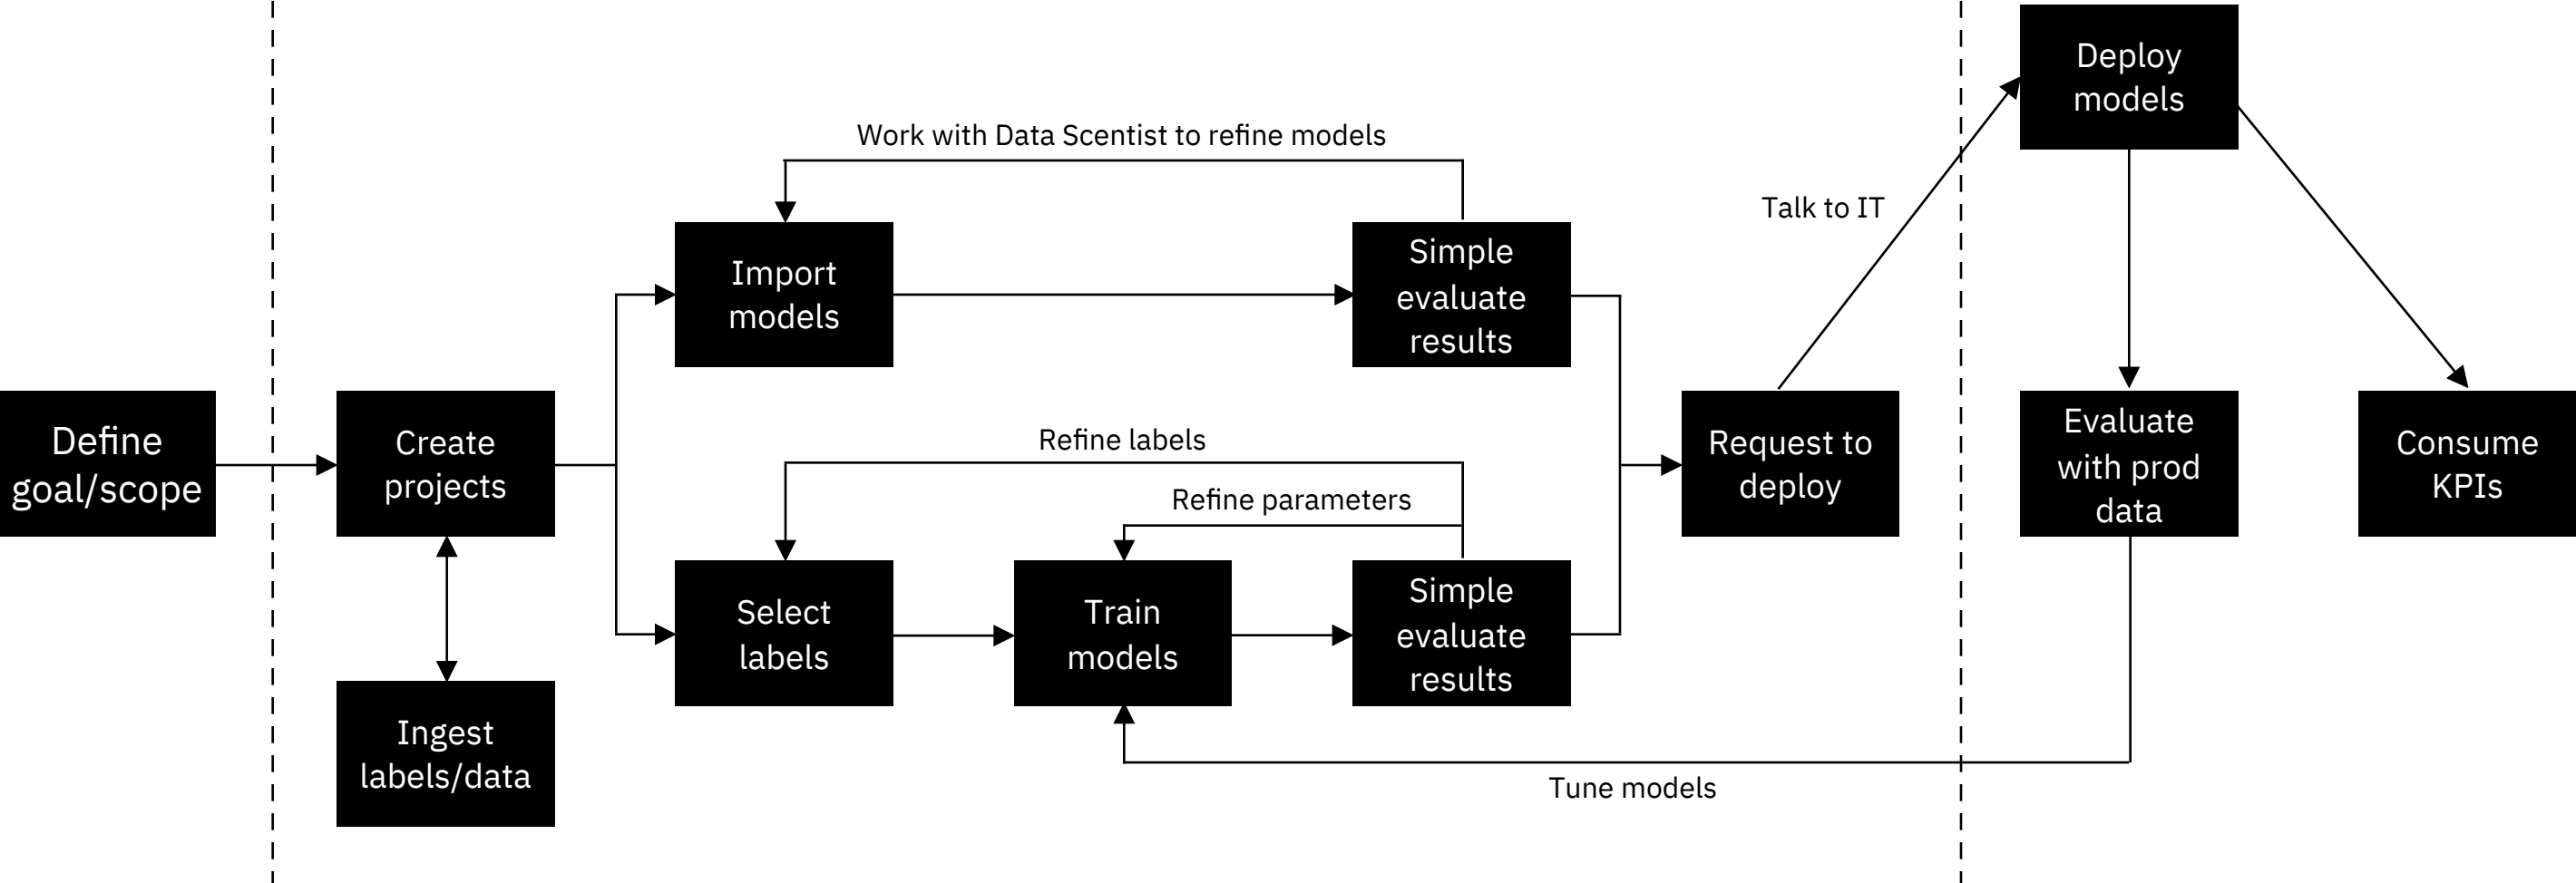 Define
goal/scope
Create
projects
Ingest
labels/data
Work with Data Scentist to refine models
Import
models
Simple
evaluate
results
Refine labels
Refine parameters
Select
labels
Train
models
Simple
evaluate
results
Tune models
Request to
deploy
Talk to IT
Deploy
models
Evaluate
with prod
data
Consume
KPIs